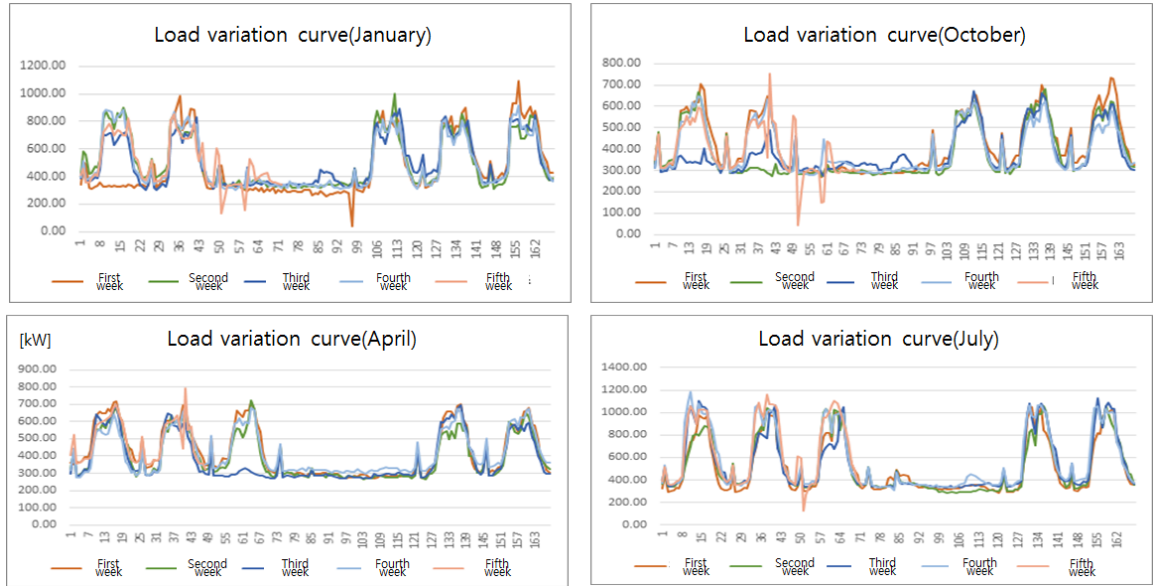 Load variation curve(January)
1200.00
1000.00
800.00
600.00
400.00
200.00
0.00
1 8 15 22 29 36 43 50 57 64 71 78 85 92 99 106 113 120 127 134 141 148 155 162
First week Second week Third week Fourth week Fifth week
Load variation curve(October)
800.00
700.00
600.00
500.00
400.00
300.00
200.00
100.00
0.00
1 7 13 19 25 31 37 43 49 55 61 67 73 79 85 91 97 103 109 115 121 127 133 139 145 151 157 163
First week Second week Third week Fourth week Fifth week
[kW]
Load variation curve(April)
900.00
800.00
700.00
600.00
500.00
400.00
300.00
200.00
100.00
0.00
1 7 13 19 25 31 37 43 49 55 61 67 73 79 85 91 97 103 109 115 121 127 133 139 145 151 157 163
First week Second week Third week Fourth week Fifth week
Load variation curve(July)
1400.00
1200.00
1000.00
800.00
600.00
400.00
200.00
0.00
1 8 15 22 29 36 43 50 57 64 71 78 85 92 99 106 113 120 127 134 141 148 155 162
First week Second week Third week Fourth week Fifth week